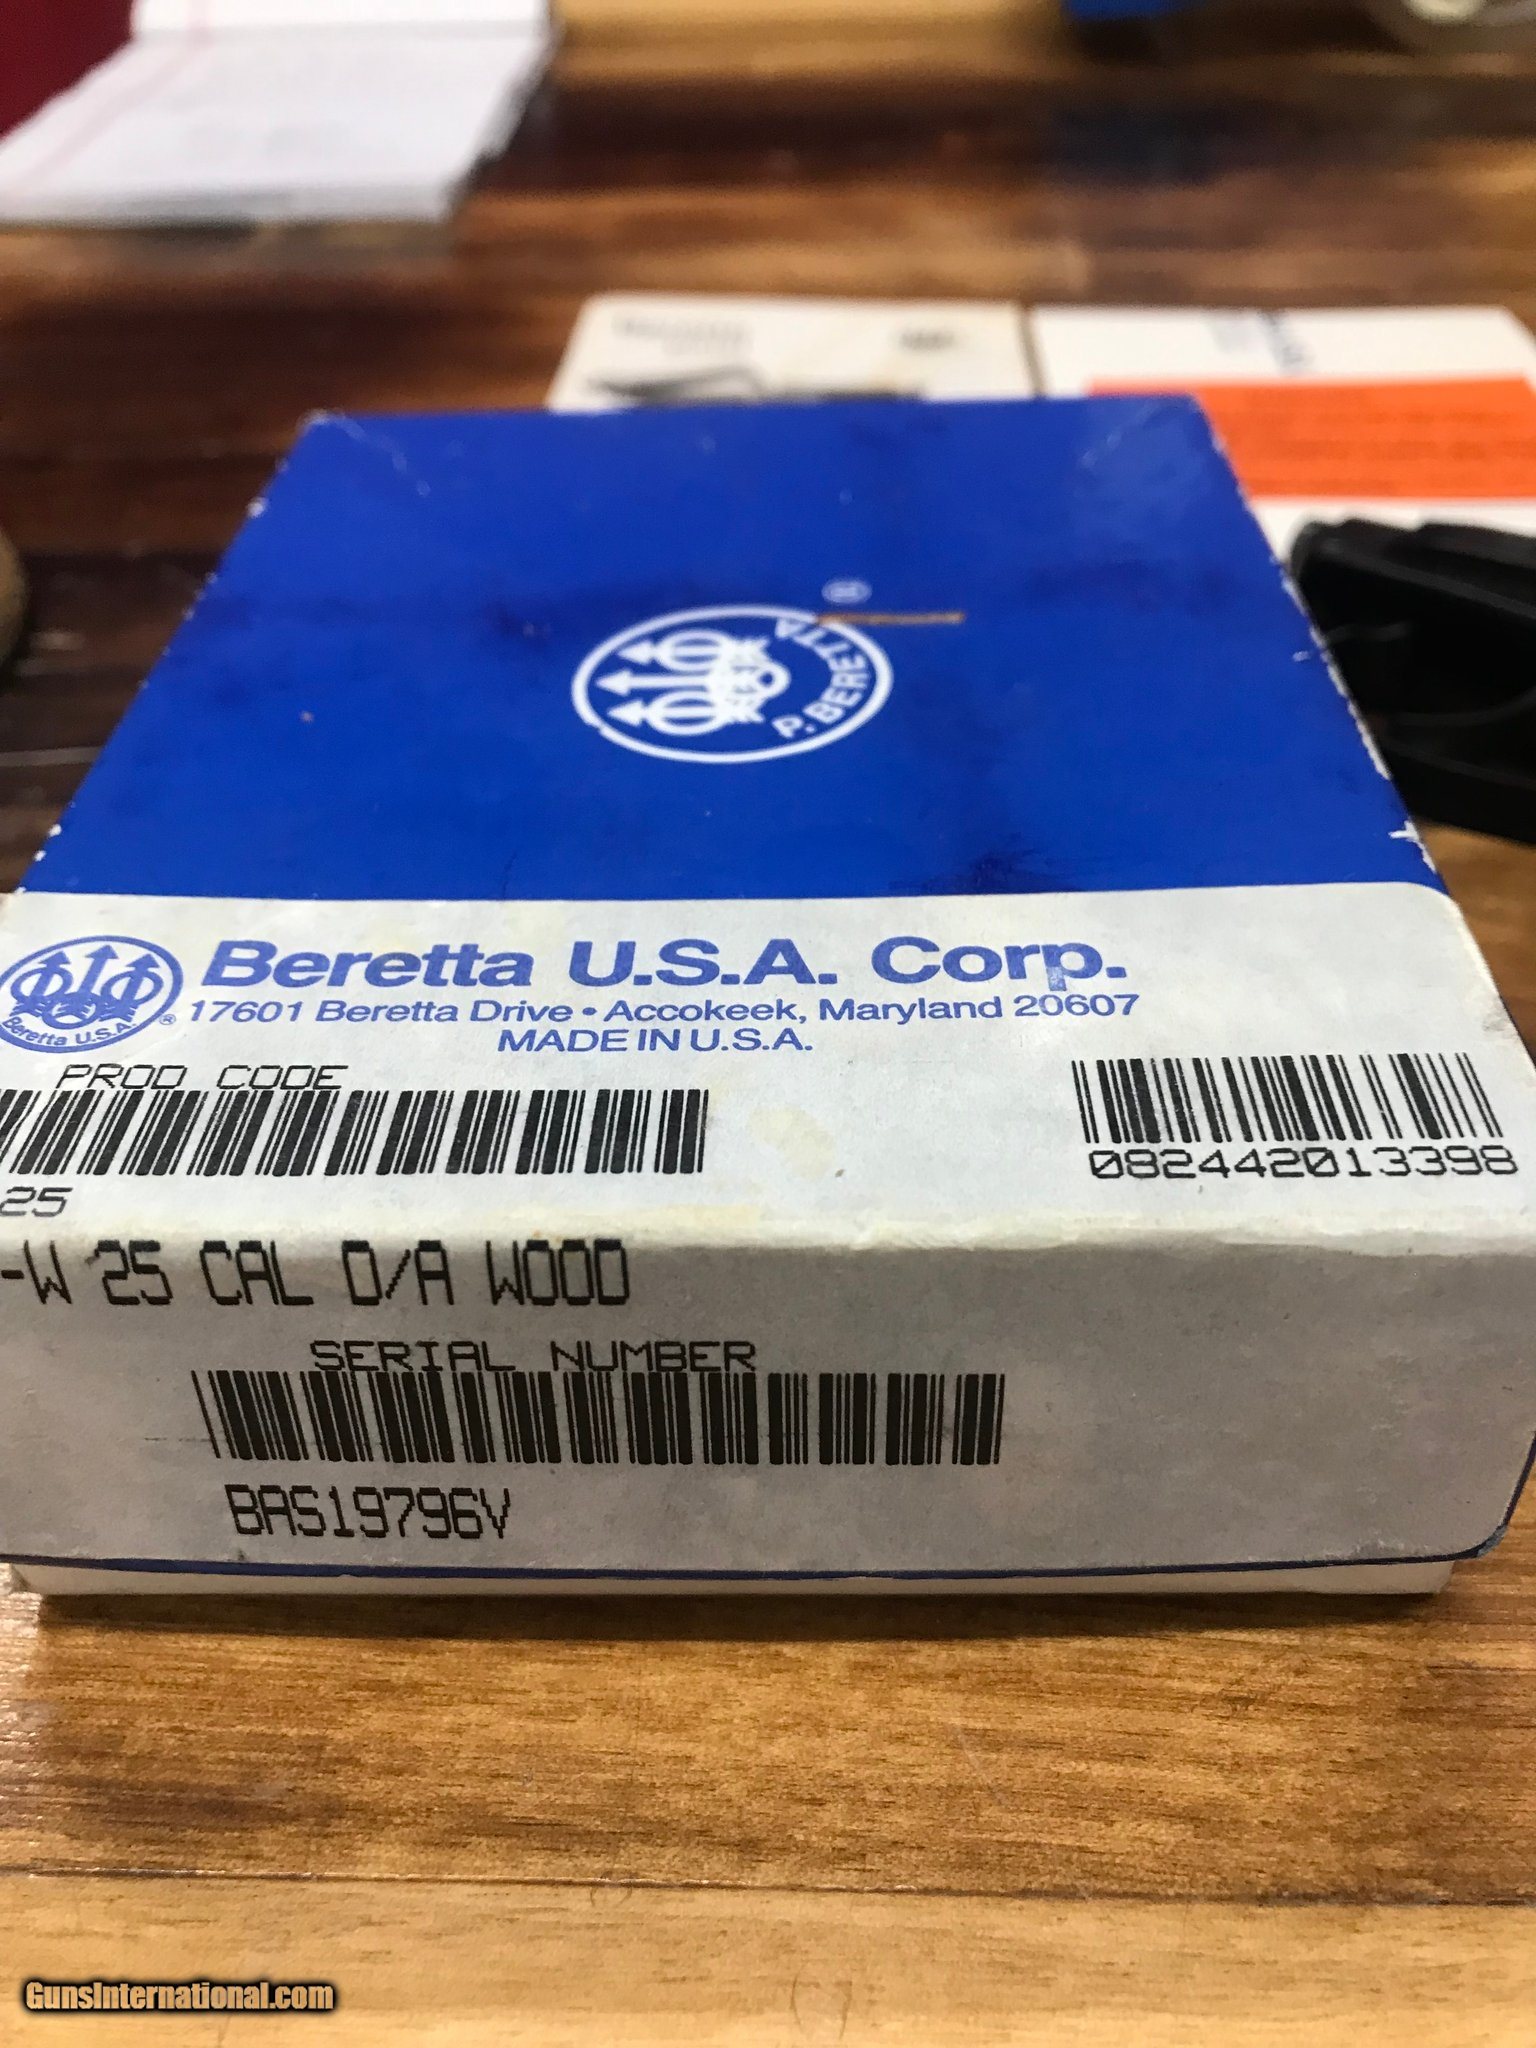 P. BERETTA
®
Beretta U.S.A. Corp.
17601 Beretta Drive • Accokeek, Maryland 20607
MADE IN U.S.A.
Beretta U.S.A. ®
PROD CODE
25
082442013398
-W 25 CAL D/A WOOD
SERIAL NUMBER
BAS19796V
GunsInternational.com